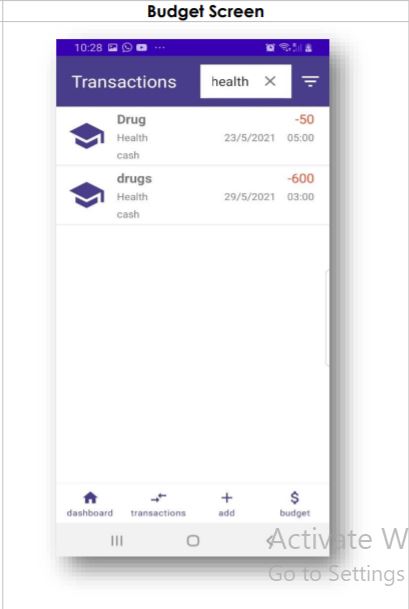 Budget Screen
10:28
Transactions health
Drug -50
Health 23/5/2021 05:00
cash
drugs -600
Health 29/5/2021 03:00
cash
dashboard transactions add budget
Activate W
Go to Settings